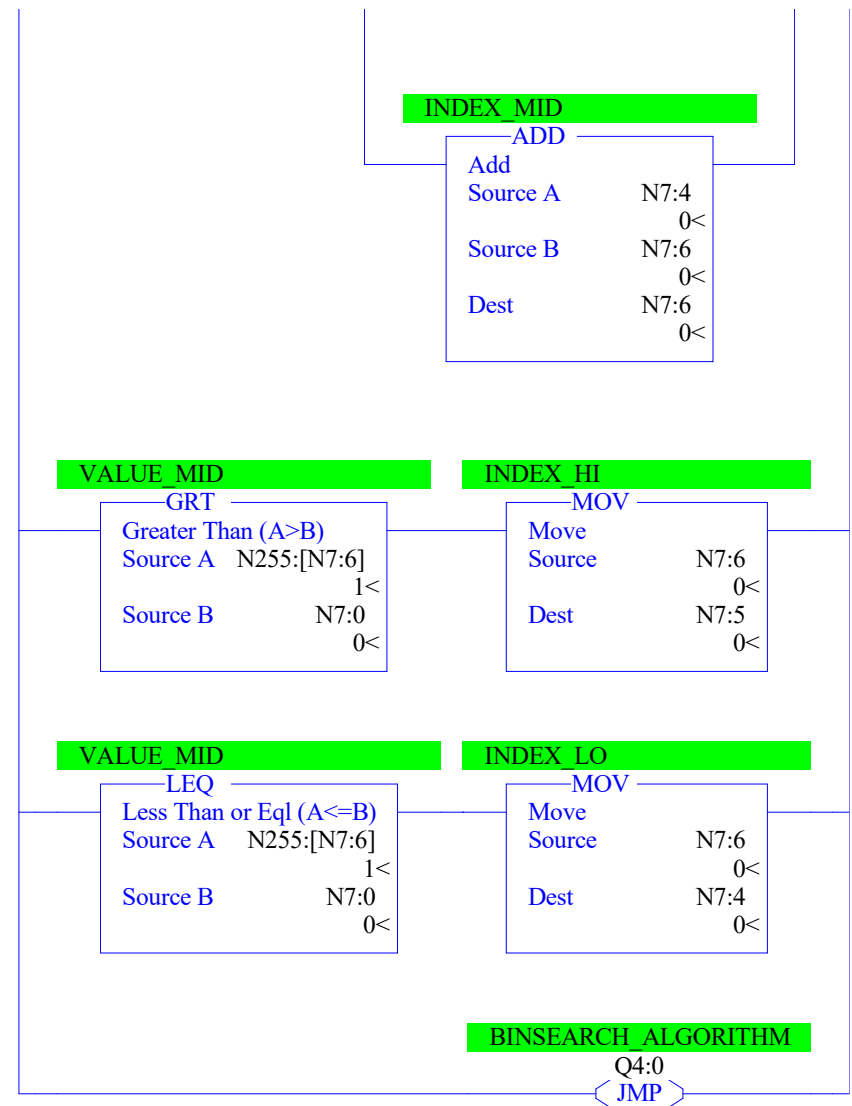 INDEX_MID
ADD
Add
Source A N7:4
0<
Source B N7:6
0<
Dest N7:6
0<
VALUE_MID INDEX_HI
GRT MOV
Greater Than (A>B) Move
Source A N255:[N7:6] Source N7:6
1< 0<
Source B N7:0 Dest N7:5
0< 0<
VALUE_MID INDEX_LO
LEQ MOV
Less Than or Eql (A<=B) Move
Source A N255:[N7:6] Source N7:6
1< 0<
Source B N7:0 Dest N7:4
0< 0<
BINSEARCH_ALGORITHM
Q4:0
JMP